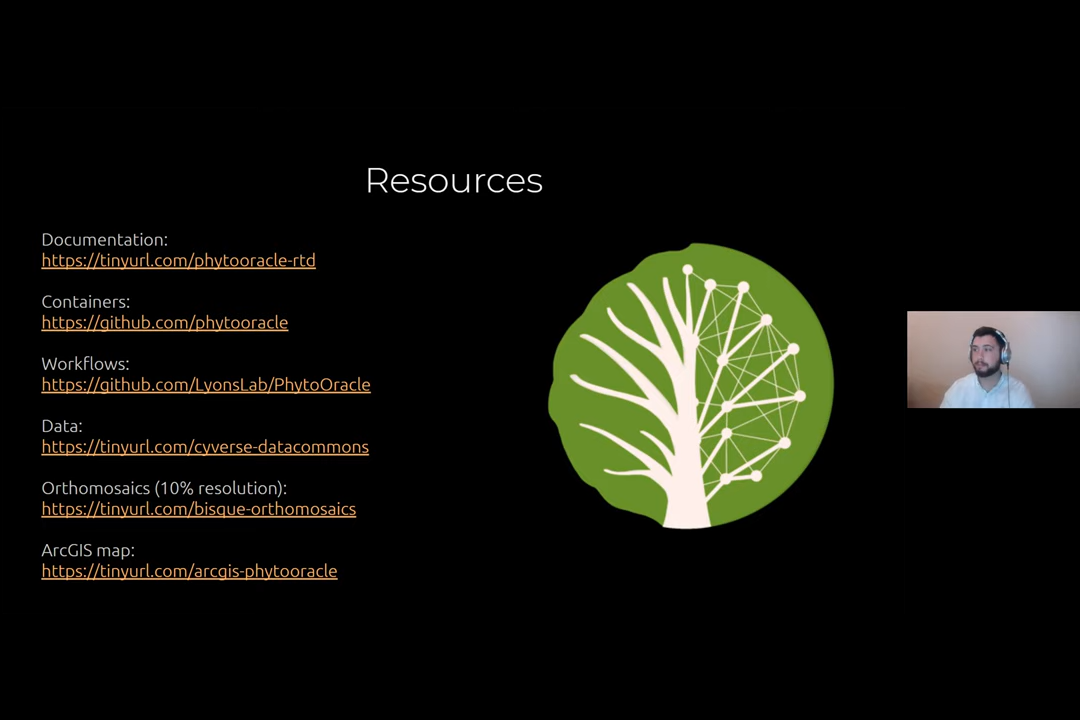 Resources
Documentation:
https://tinyurl.com/phytooracle-rtd
Containers:
https://github.com/phytooracle
Workflows:
https://github.com/LyonsLab/PhytoOracle
Data:
https://tinyurl.com/cyverse-datacommons
Orthomosaics (10% resolution):
https://tinyurl.com/bisque-orthomosaics
ArcGIS map:
https://tinyurl.com/arcgis-phytooracle